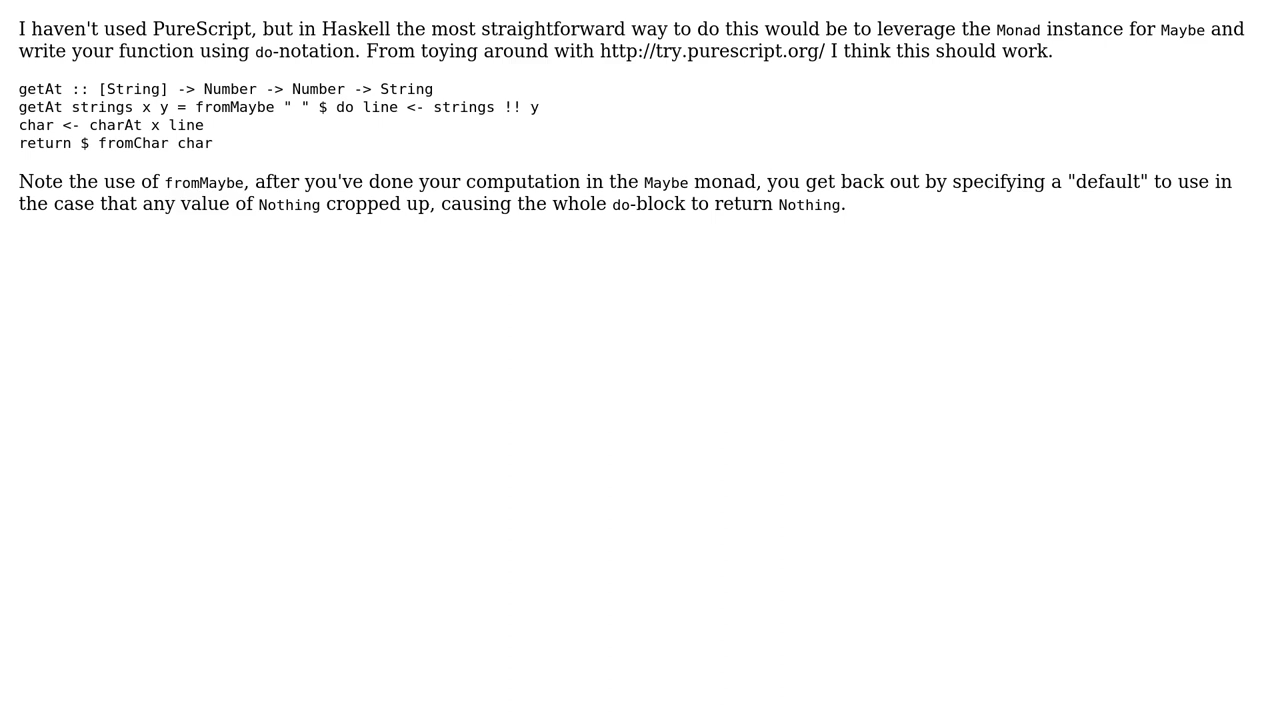 I haven't used PureScript, but in Haskell the most straightforward way to do this would be to leverage the Monad instance for Maybe and
write your function using do-notation. From toying around with http://try.purescript.org/ I think this should work.
getAt :: [String] -> Number -> Number -> String
getAt strings x y = fromMaybe " " $ do line <- strings !! y
char <- charAt x line
return $ fromChar char
Note the use of fromMaybe, after you've done your computation in the Maybe monad, you get back out by specifying a "default" to use in
the case that any value of Nothing cropped up, causing the whole do-block to return Nothing.